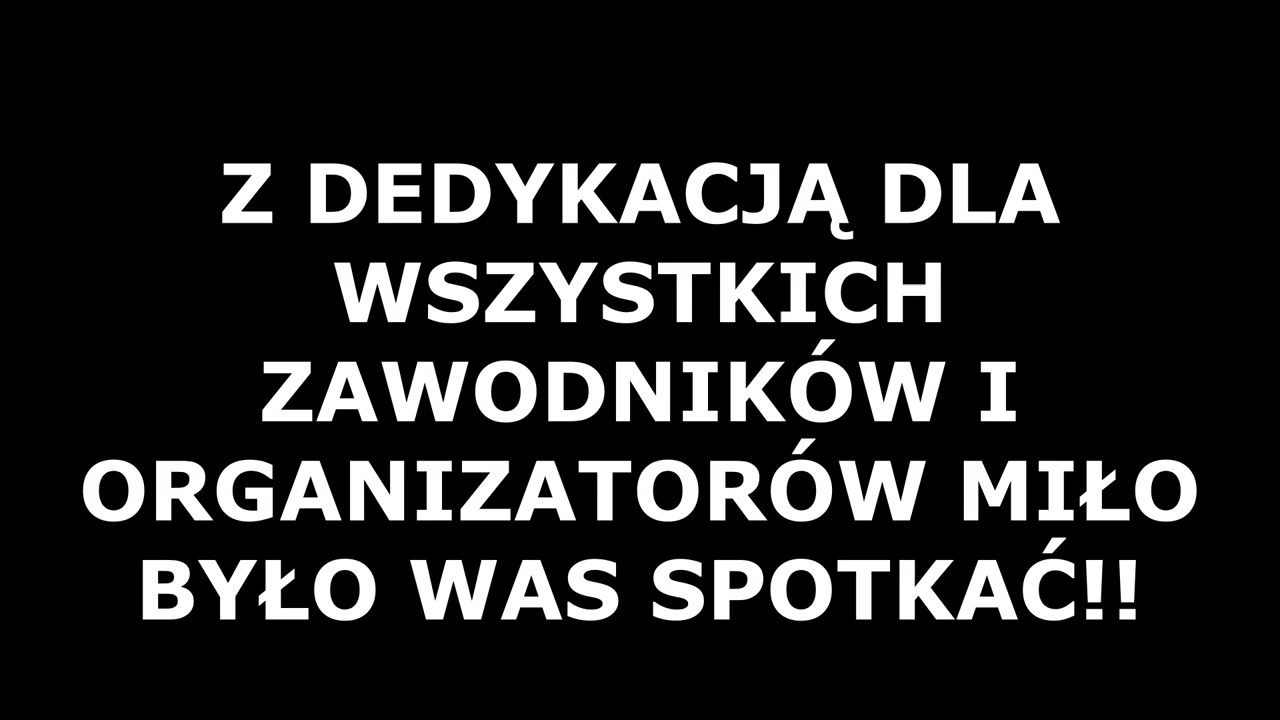 Z DEDYKACJĄ DLA
WSZYSTKICH
ZAWODNIKÓW I
ORGANIZATORÓW MIŁO
BYŁO WAS SPOTKAĆ!!